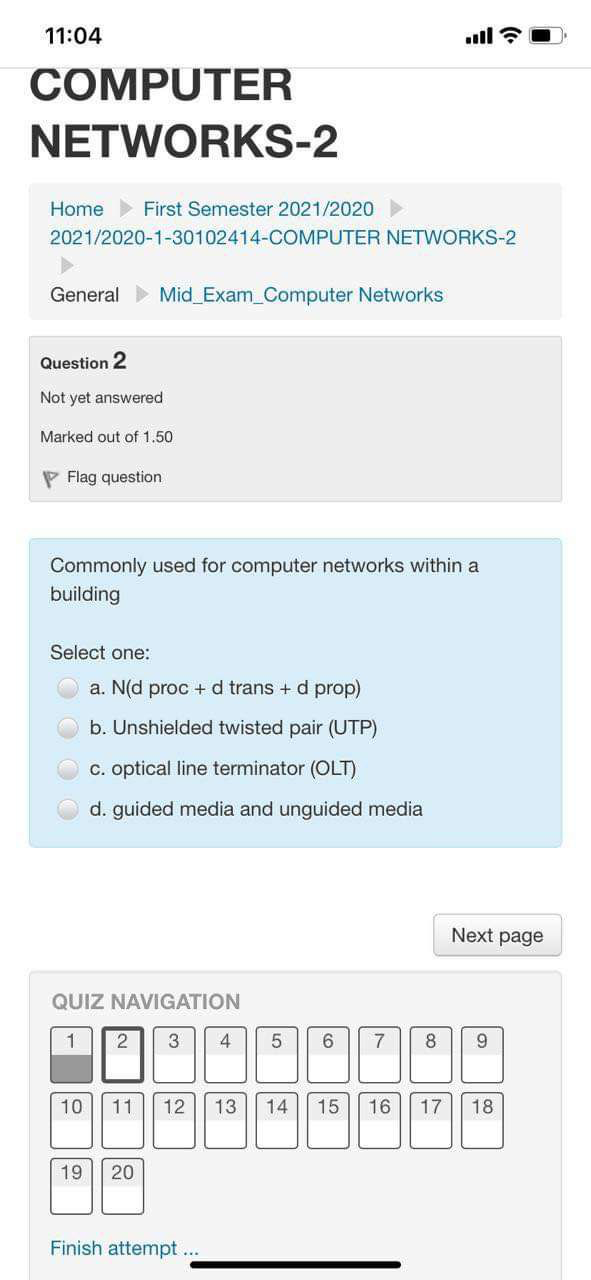 11:04
COMPUTER
NETWORKS-2
Home First Semester 2021/2020
2021/2020-1-30102414-COMPUTER NETWORKS-2
General Mid_Exam_Computer Networks
Question 2
Not yet answered
Marked out of 1.50
Flag question
Commonly used for computer networks within a
building
Select one:
a. N(d proc + d trans + d prop)
b. Unshielded twisted pair (UTP)
c. optical line terminator (OLT)
d. guided media and unguided media
Next page
QUIZ NAVIGATION
1 2 3 4 5 6 7 8 9
10 11 12 13 14 15 16 17 18
19 20
Finish attempt ...